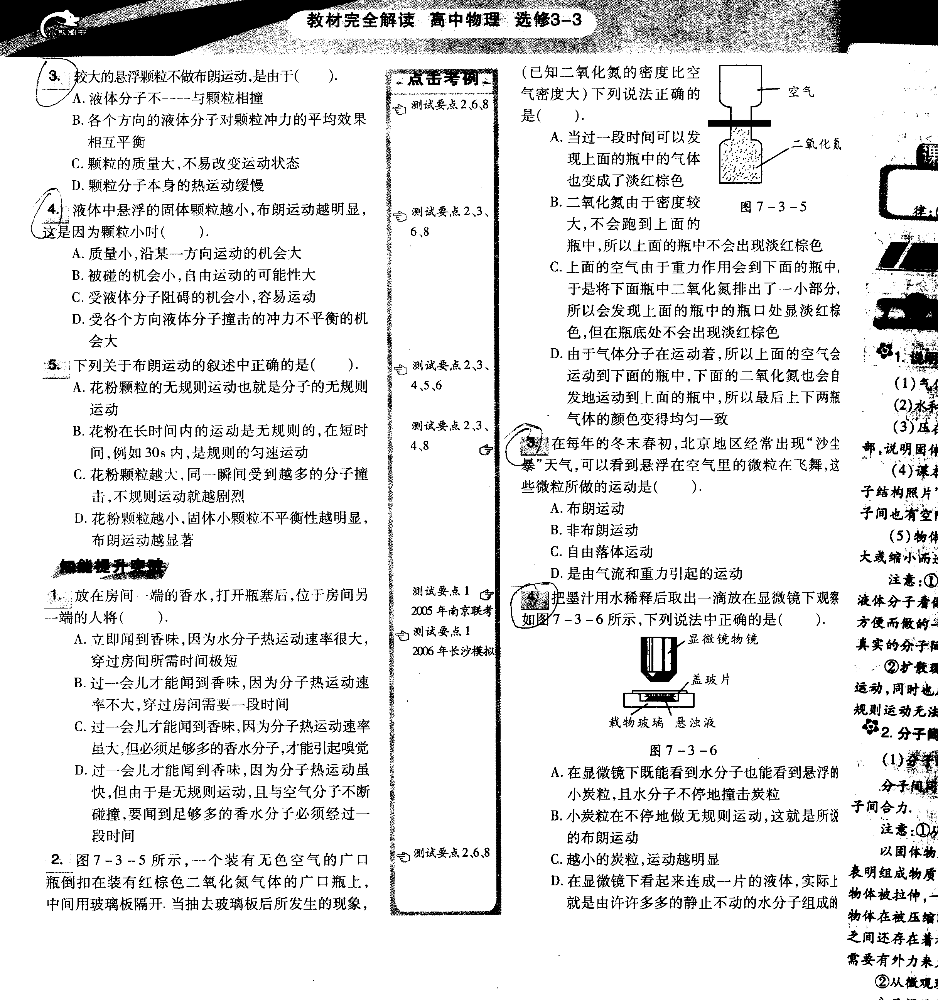 小熊图书
教材完全解读 高中物理 选修3-3
3. 较大的悬浮颗粒不做布朗运动,是由于( ).
A. 液体分子不一一与颗粒相撞
B. 各个方向的液体分子对颗粒冲力的平均效果
相互平衡
C. 颗粒的质量大,不易改变运动状态
D. 颗粒分子本身的热运动缓慢
4. 液体中悬浮的固体颗粒越小,布朗运动越明显,
这是因为颗粒小时( ).
A. 质量小,沿某一方向运动的机会大
B. 被碰的机会小,自由运动的可能性大
C. 受液体分子阻碍的机会小,容易运动
D. 受各个方向液体分子撞击的冲力不平衡的机
会大
5. 下列关于布朗运动的叙述中正确的是( ).
A. 花粉颗粒的无规则运动也就是分子的无规则
运动
B. 花粉在长时间内的运动是无规则的,在短时
间,例如30s内,是规则的匀速运动
C. 花粉颗粒越大,同一瞬间受到越多的分子撞
击,不规则运动就越剧烈
D. 花粉颗粒越小,固体小颗粒不平衡性越明显,
布朗运动越显著
知能提升突破
1. 放在房间一端的香水,打开瓶塞后,位于房间另
一端的人将( ).
A. 立即闻到香味,因为水分子热运动速率很大,
穿过房间所需时间极短
B. 过一会儿才能闻到香味,因为分子热运动速
率不大,穿过房间需要一段时间
C. 过一会儿才能闻到香味,因为分子热运动速率
虽大,但必须足够多的香水分子,才能引起嗅觉
D. 过一会儿才能闻到香味,因为分子热运动虽
快,但由于是无规则运动,且与空气分子不断
碰撞,要闻到足够多的香水分子必须经过一
段时间
2. 图7-3-5所示,一个装有无色空气的广口
瓶倒扣在装有红棕色二氧化氮气体的广口瓶上,
中间用玻璃板隔开. 当抽去玻璃板后所发生的现象,
点击考例
测试要点2、6、8
测试要点2、3、
6、8
测试要点2、3、
4、5、6
测试要点2、3、
4、8
测试要点1
2005年南京联考
测试要点1
2006年长沙模拟
测试要点2、6、8
(已知二氧化氮的密度比空
气密度大)下列说法正确的
是( ).
A. 当过一段时间可以发
现上面的瓶中的气体
也变成了淡红棕色
B. 二氧化氮由于密度较
大,不会跑到上面的
瓶中,所以上面的瓶中不会出现淡红棕色
空气
二氧化氮
图7-3-5
C. 上面的空气由于重力作用会到下面的瓶中,
于是将下面瓶中二氧化氮排出了一小部分,
所以会发现上面的瓶中的瓶口处显淡红棕
色,但在瓶底处不会出现淡红棕色
D. 由于气体分子在运动着,所以上面的空气会
运动到下面的瓶中,下面的二氧化氮也会自
发地运动到上面的瓶中,所以最后上下两瓶
气体的颜色变得均匀一致
3. 在每年的冬末春初,北京地区经常出现“沙尘
暴”天气,可以看到悬浮在空气里的微粒在飞舞,这
些微粒所做的运动是( ).
A. 布朗运动
B. 非布朗运动
C. 自由落体运动
D. 是由气流和重力引起的运动
4. 把墨汁用水稀释后取出一滴放在显微镜下观察
如图7-3-6所示,下列说法中正确的是( ).
显微镜物镜
盖玻片
载物玻璃 悬浊液
图7-3-6
A. 在显微镜下既能看到水分子也能看到悬浮的
小炭粒,且水分子不停地撞击炭粒
B. 小炭粒在不停地做无规则运动,这就是所说
的布朗运动
C. 越小的炭粒,运动越明显
D. 在显微镜下看起来连成一片的液体,实际上
就是由许许多多的静止不动的水分子组成的
课
律:(
1. 说明
(1)气体
(2)水和
(3)压在
部,说明固体
(4)课本
子结构照片”
子间也有空隙
(5)物体
大或缩小而
注意:①
液体分子看做
方便而做的一
真实的分子间
②扩散现
运动,同时也
规则运动无法
2. 分子间
(1)分子间
分子间同
子间合力.
注意:①从
以固体物
表明组成物质
物体被拉伸,一
物体在被压缩
之间还存在着
需要有外力来
②从微观